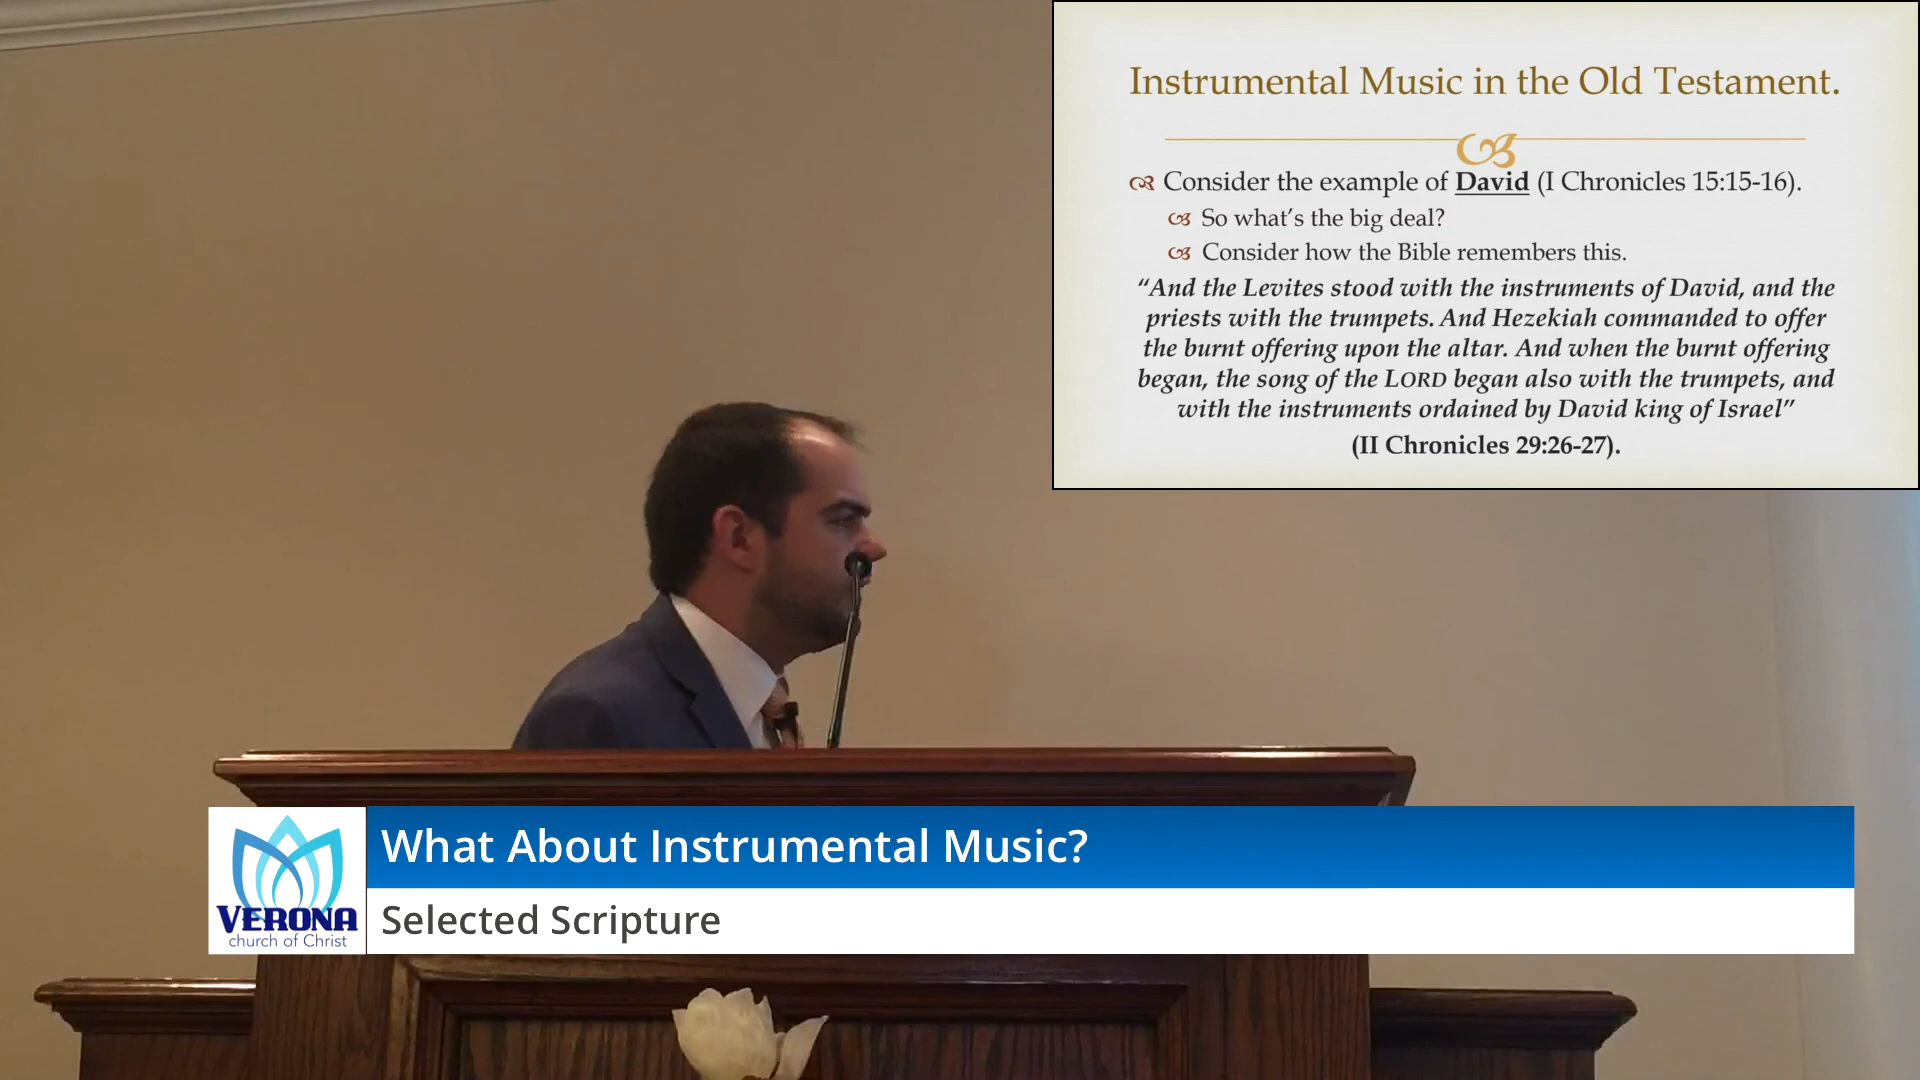 Instrumental Music in the Old Testament.
Consider the example of David (I Chronicles 15:15-16).
So what's the big deal?
Consider how the Bible remembers this.
“And the Levites stood with the instruments of David, and the
priests with the trumpets. And Hezekiah commanded to offer
the burnt offering upon the altar. And when the burnt offering
began, the song of the LORD began also with the trumpets, and
with the instruments ordained by David king of Israel”
(II Chronicles 29:26-27).
What About Instrumental Music?
Selected Scripture
VERONA
church of Christ